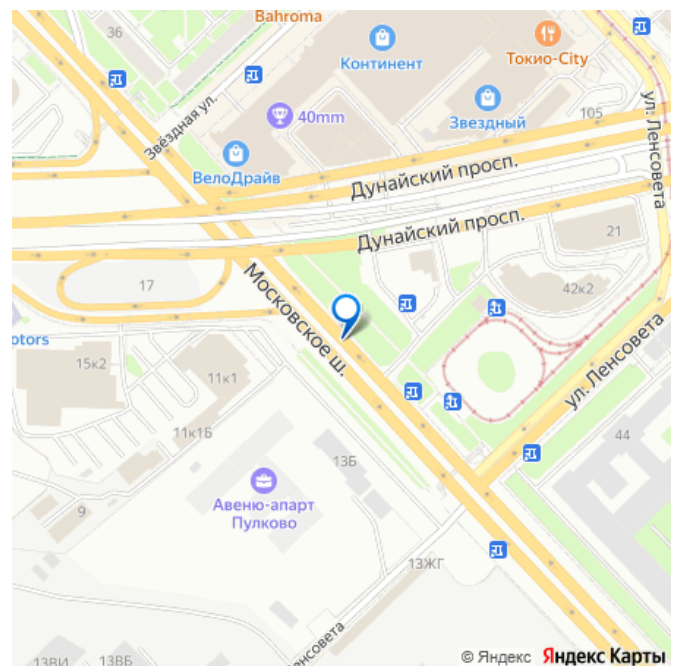 36
Bahroma
Континент
Токио-City
Звёздная ул.
40mm
Звездный
105
ул. Ленсовета
ВелоДрайв
Дунайский просп.
Дунайский просп.
21
17
42к2
Московское ш.
otors
15к2
11к1
ул. Ленсовета
11к1Б
13Б
44
9
Авеню-апарт
Пулково
13ЖГ
Ленсовета
13ВИ
13ВБ
© Яндекс Яндекс Карты